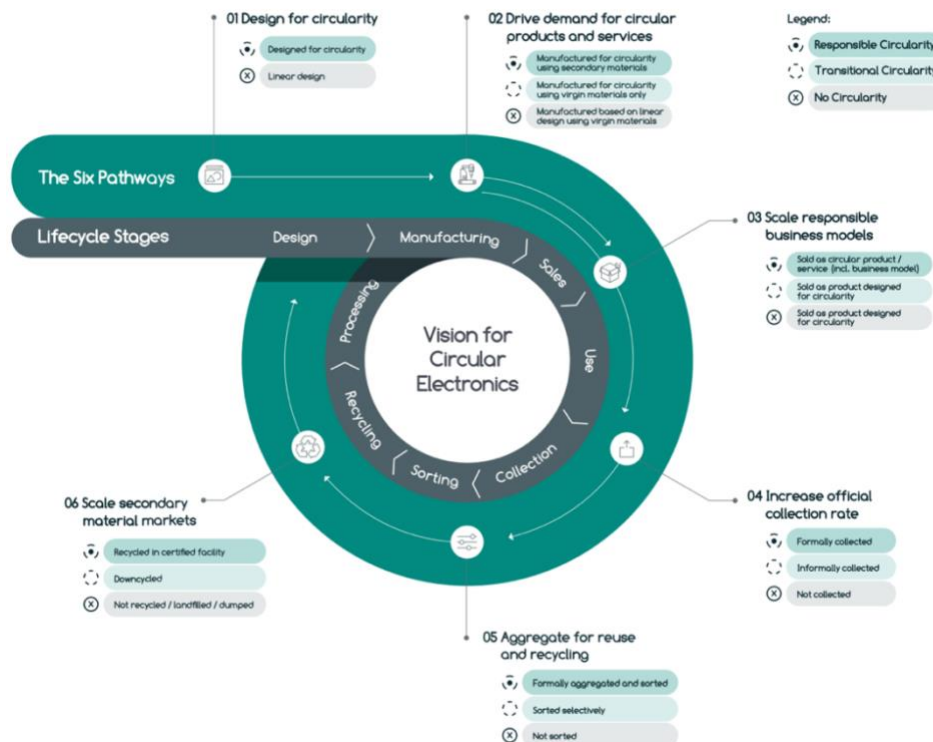 01 Design for circularity
Designed for circularity
Linear design
02 Drive demand for circular
products and services
Manufactured for circularity
using secondary materials
Manufactured for circularity
using virgin materials only
Manufactured based on linear
design using virgin materials
Legend:
Responsible Circularity
Transitional Circularity
No Circularity
The Six Pathways
Lifecycle Stages
Design
Manufacturing
Sales
Use
Collection
Sorting
Recycling
Processing
Vision for
Circular
Electronics
03 Scale responsible
business models
Sold as circular product /
service (incl. business model)
Sold as product designed
for circularity
Sold as product designed
for circularity
04 Increase official
collection rate
Formally collected
Informally collected
Not collected
05 Aggregate for reuse
and recycling
Formally aggregated and sorted
Sorted selectively
Not sorted
06 Scale secondary
material markets
Recycled in certified facility
Downcycled
Not recycled / landfilled / dumped